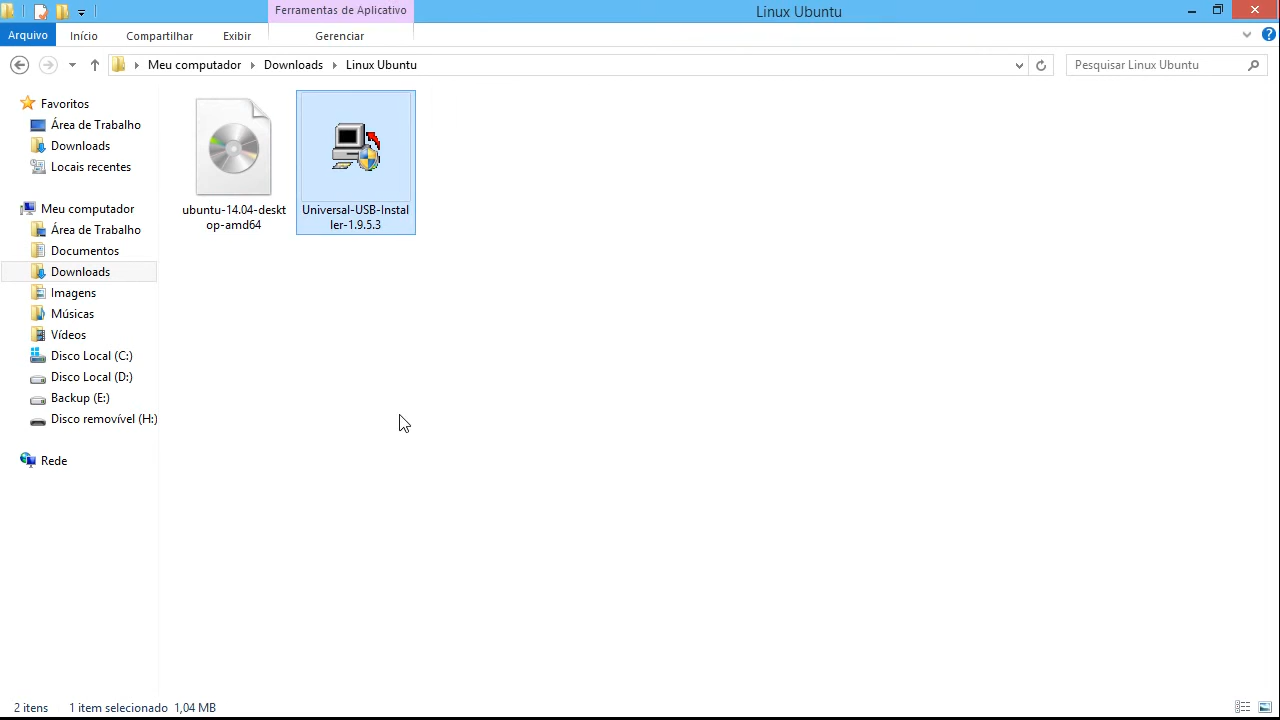 Ferramentas de Aplicativo
Linux Ubuntu
Arquivo
Início
Compartilhar
Exibir
Gerenciar
Meu computador
Downloads
Linux Ubuntu
Pesquisar Linux Ubuntu
Favoritos
Área de Trabalho
Downloads
Locais recentes
Meu computador
Área de Trabalho
Documentos
Downloads
Imagens
Músicas
Vídeos
Disco Local (C:)
Disco Local (D:)
Backup (E:)
Disco removível (H:)
Rede
ubuntu-14.04-deskt
op-amd64
Universal-USB-Instal
ler-1.9.5.3
2 itens
1 item selecionado 1,04 MB